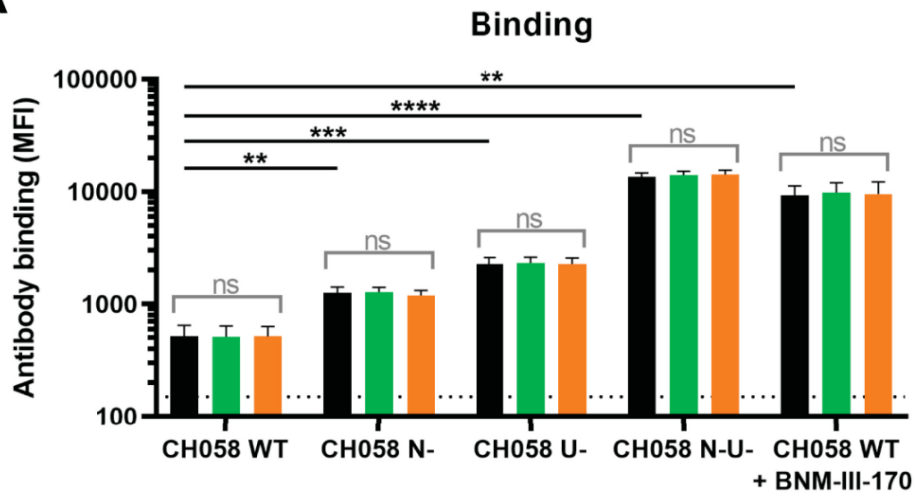 Binding
Antibody binding (MFI)
100000
10000
1000
100
**
****
***
**
ns
ns
ns
ns
ns
CH058 WT
CH058 N-
CH058 U-
CH058 N-U-
CH058 WT
+ BNM-III-170